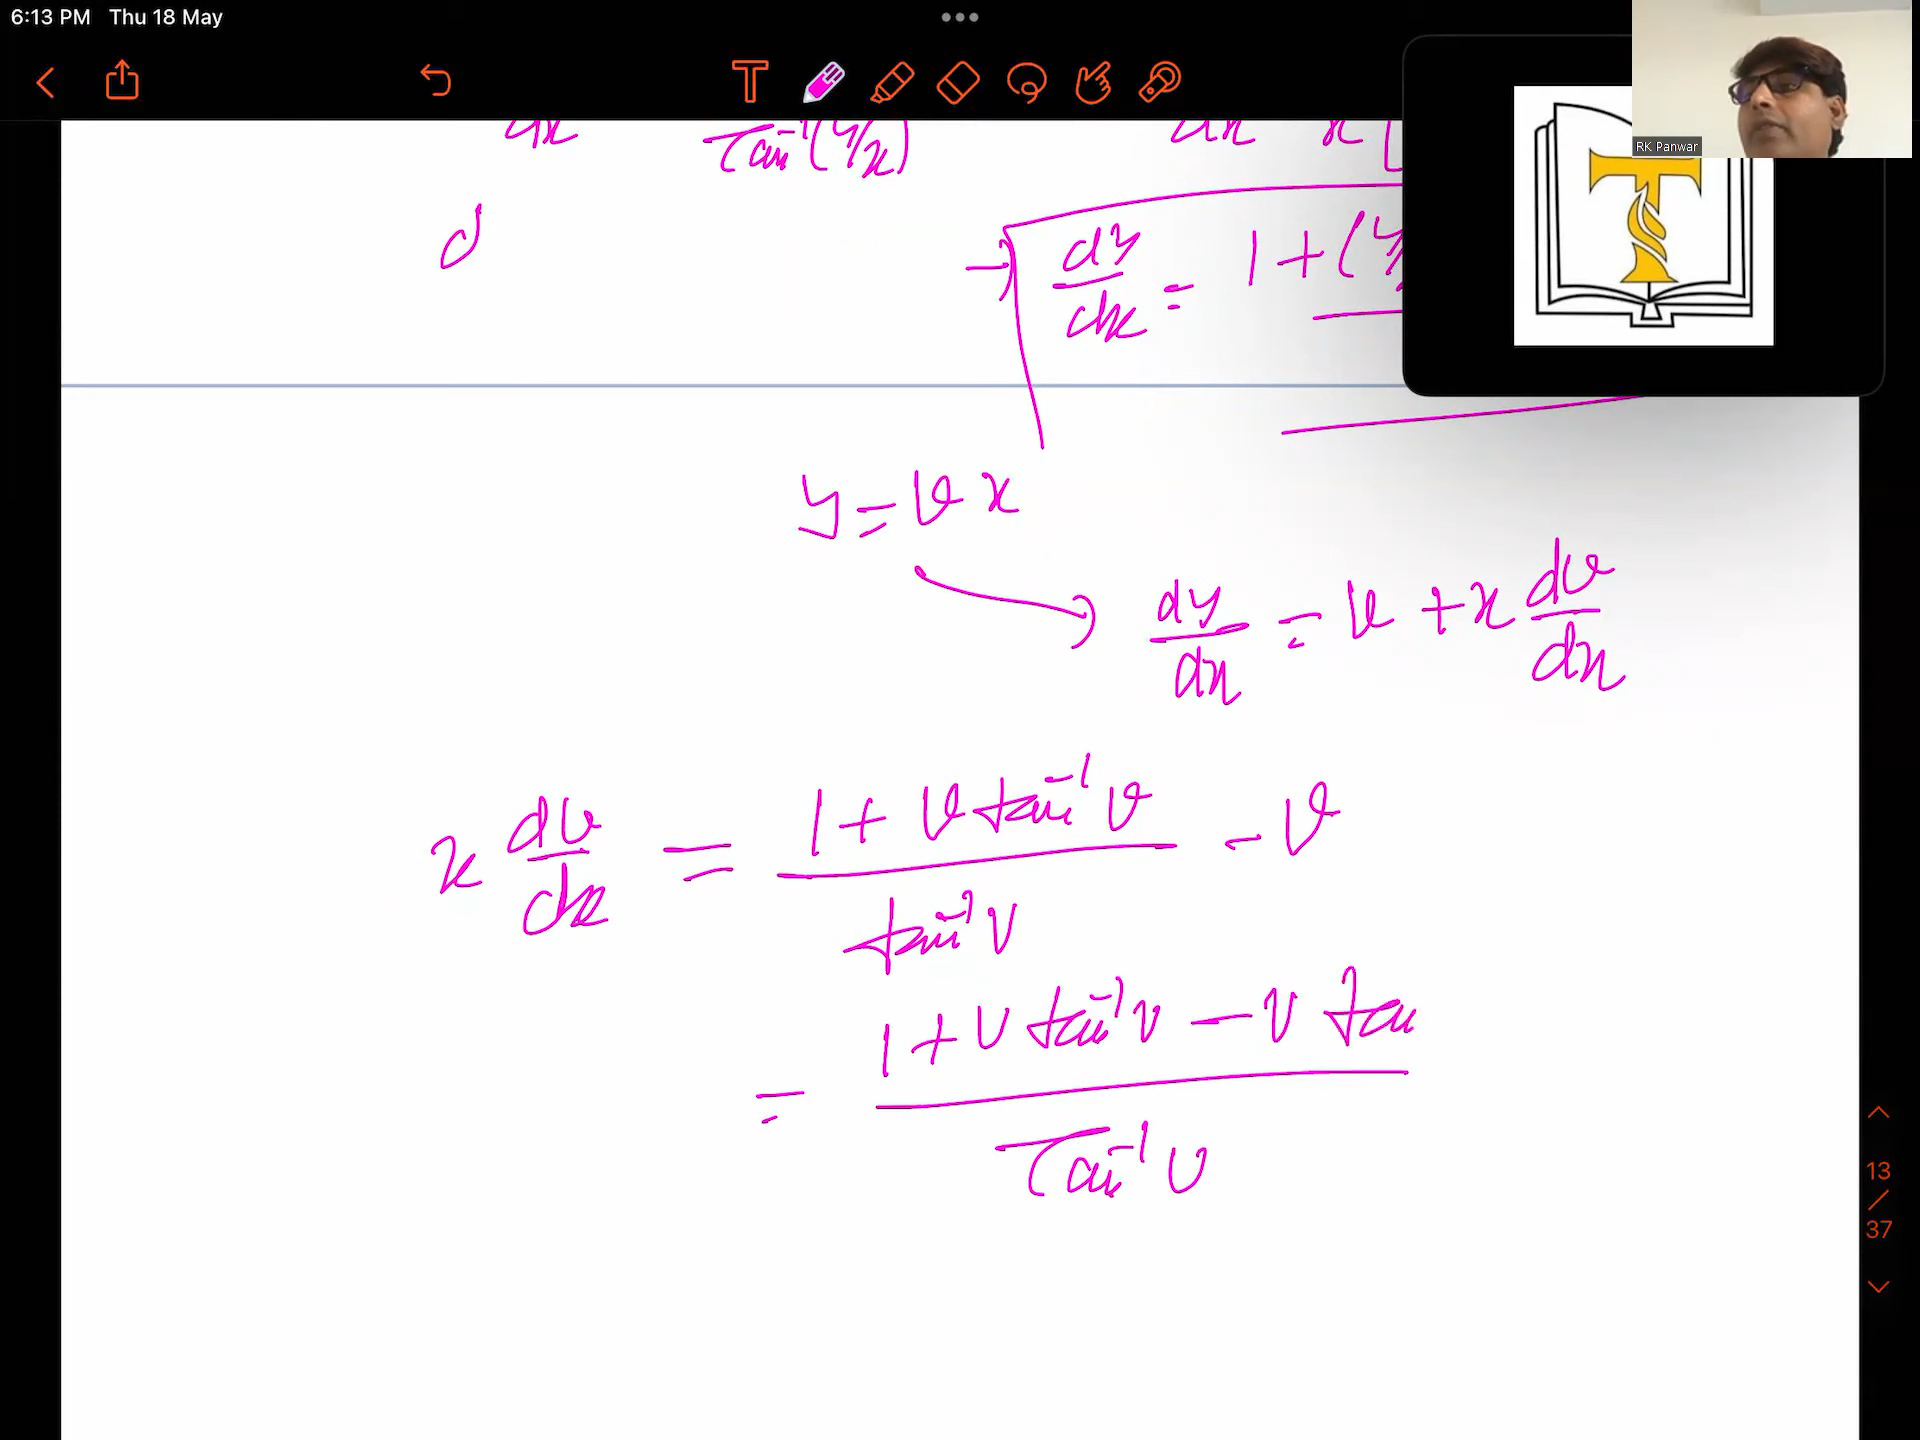 6:13 PM Thu 18 May
RK Panwar
Tan⁻¹(y/x)
d
dy/dx = 1 + (y/
y = vx
dy/dx = v + x dv/dx
x dv/dx = (1 + v tan⁻¹ v)/(tan⁻¹ v) - v
= (1 + v tan⁻¹ v - v tan)/(Tan⁻¹ v)
13
/
37